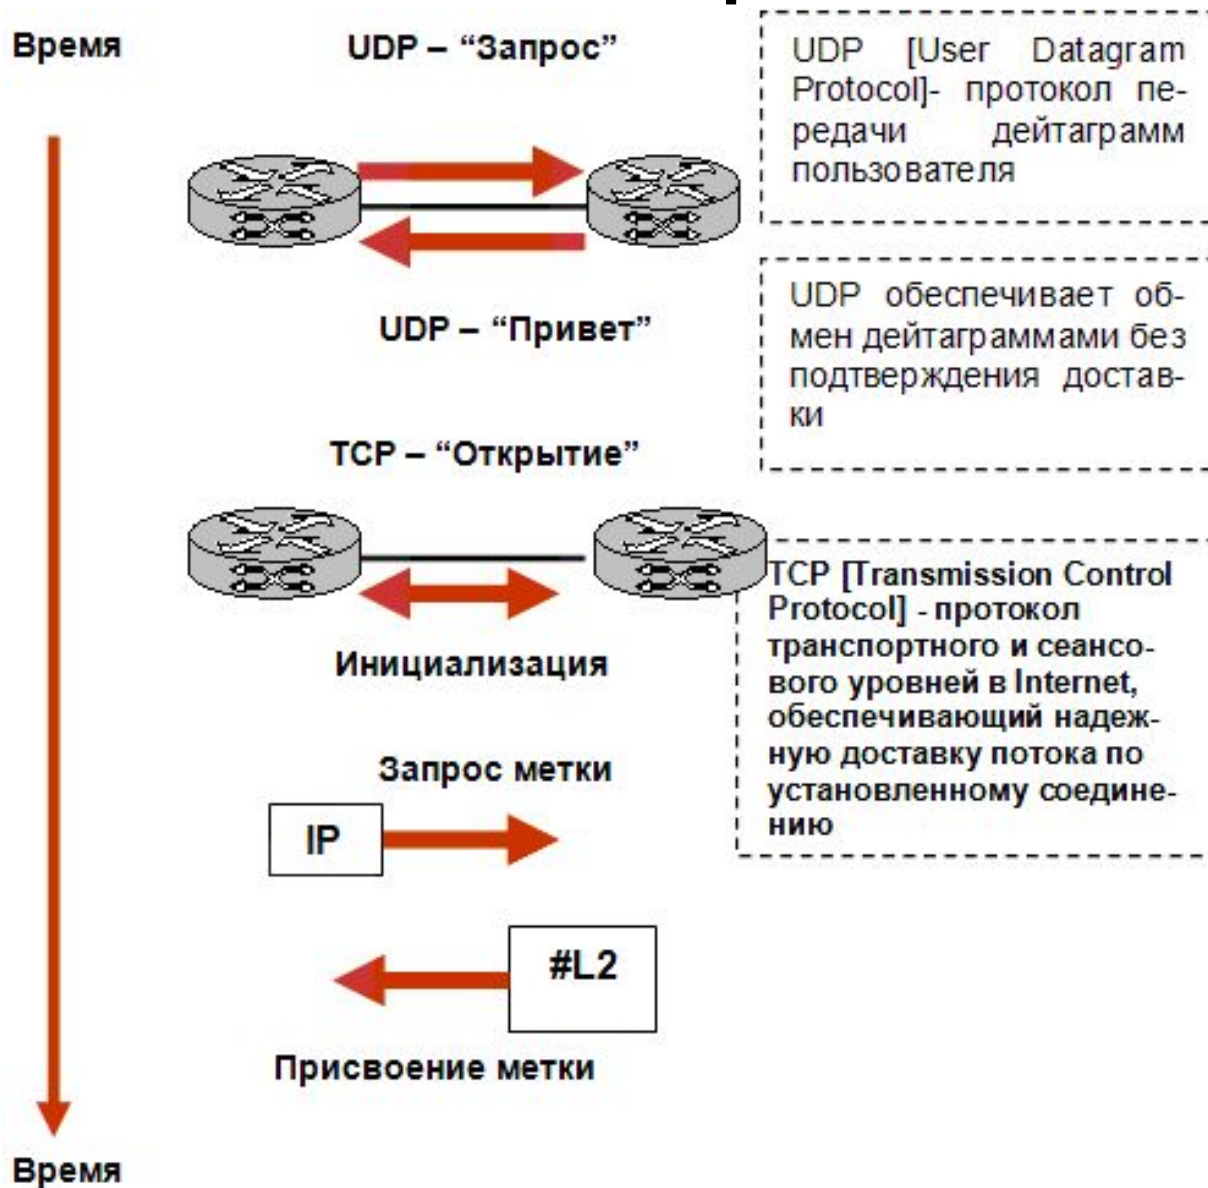 Время
UDP – “Запрос”
UDP [User Datagram
Protocol]- протокол пе-
редачи дейтаграмм
пользователя
UDP – “Привет”
UDP обеспечивает об-
мен дейтаграммами без
подтверждения достав-
ки
TCP – “Открытие”
TCP [Transmission Control
Protocol] - протокол
транспортного и сеансо-
вого уровней в Internet,
обеспечивающий надеж-
ную доставку потока по
установленному соедине-
нию
Инициализация
Запрос метки
IP
#L2
Присвоение метки
Время